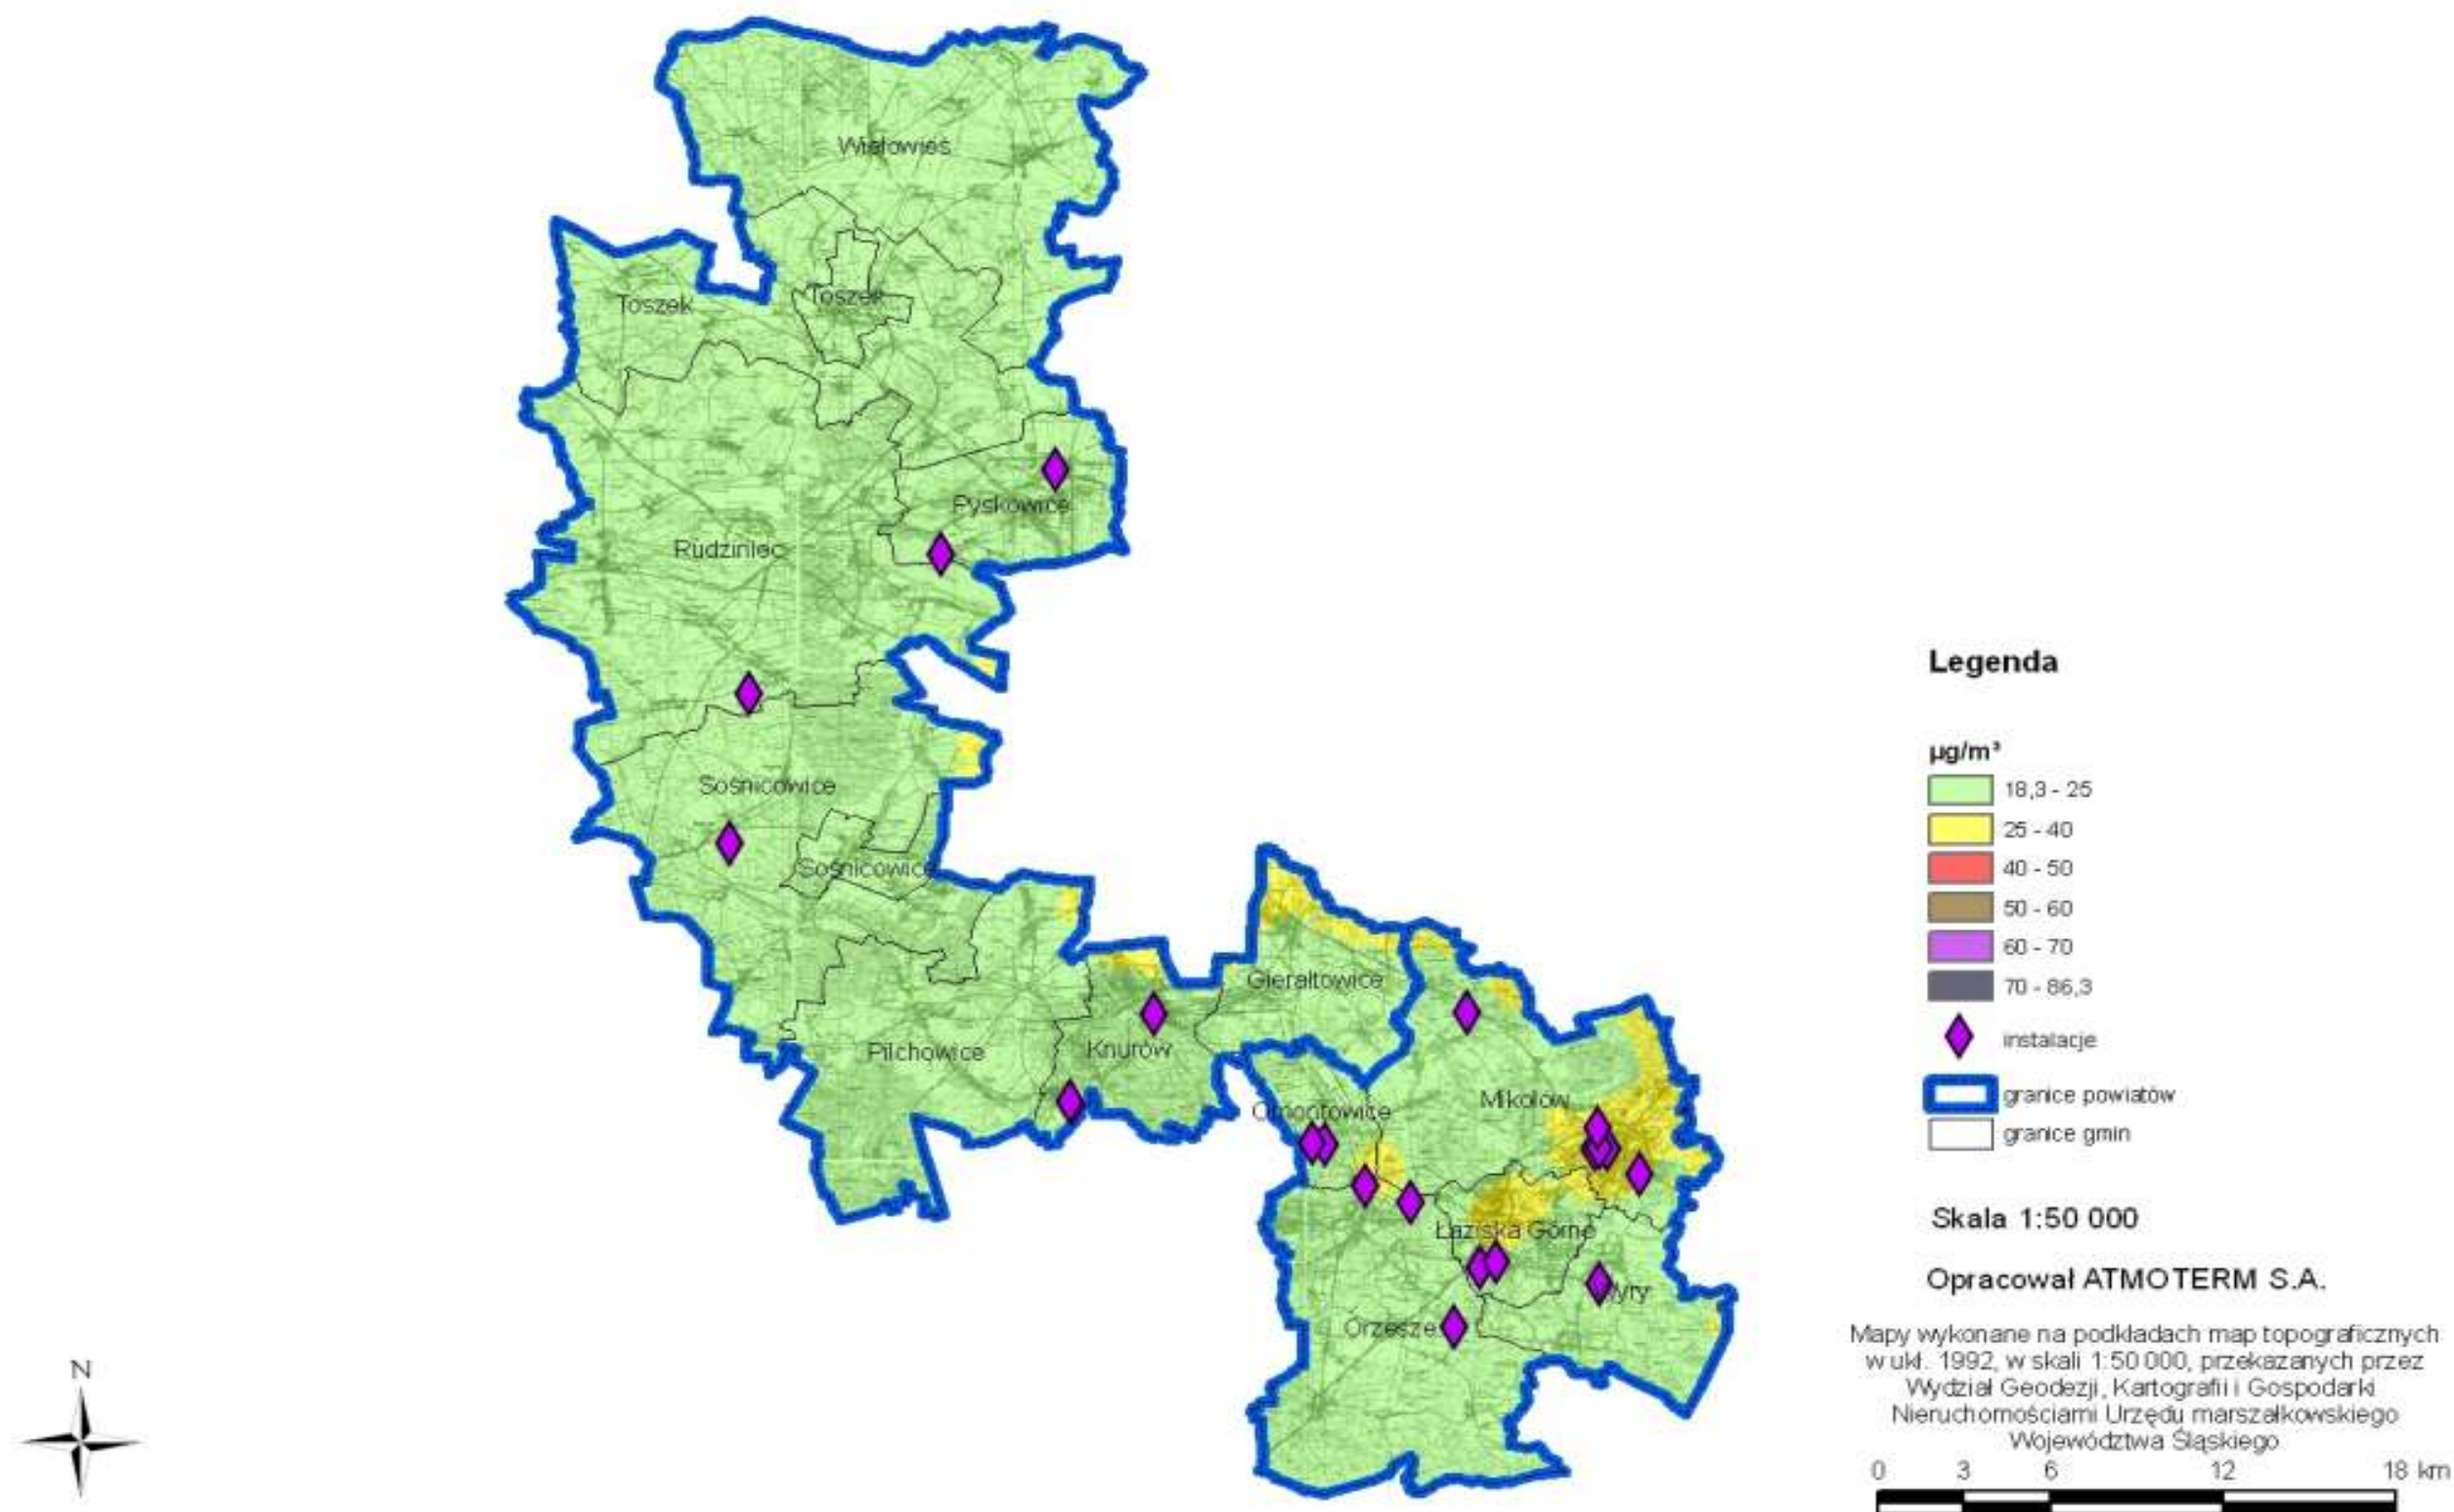 Wielowieś
Toszek
Toszek
Pyskowice
Rudziniec
Sośnicowice
Sośnicowice
Gierałtowice
Pilchowice
Knurów
Ornontowice
Mikołów
Łaziska Górne
Orzesze
Legenda
µg/m³
18,3 - 25
25 - 40
40 - 50
50 - 60
60 - 70
70 - 86,3
instalacje
granice powiatów
granice gmin
Skala 1:50 000
Opracował ATMOTERM S.A.
Mapy wykonane na podkładach map topograficznych
w ukł. 1992, w skali 1:50 000, przekazanych przez
Wydział Geodezji, Kartografii i Gospodarki
Nieruchomościami Urzędu marszałkowskiego
Województwa Śląskiego
0 3 6 12 18 km
N